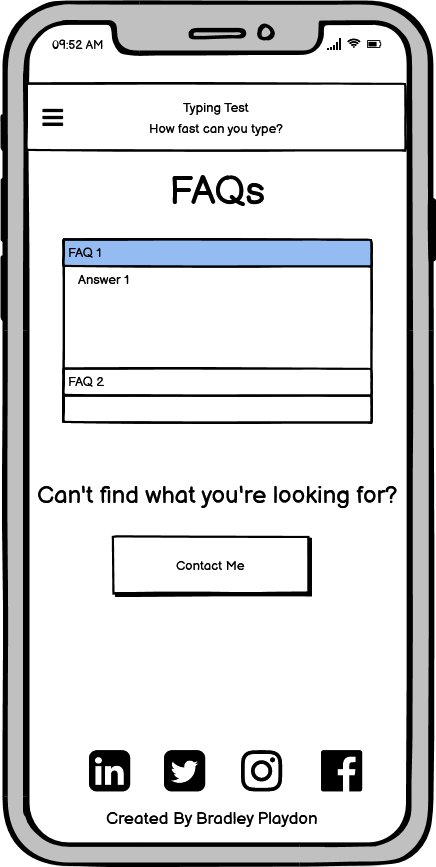 09:52 AM
Typing Test
How fast can you type?
FAQs
FAQ 1
Answer 1
FAQ 2
Can't find what you're looking for?
Contact Me
in
Created By Bradley Playdon